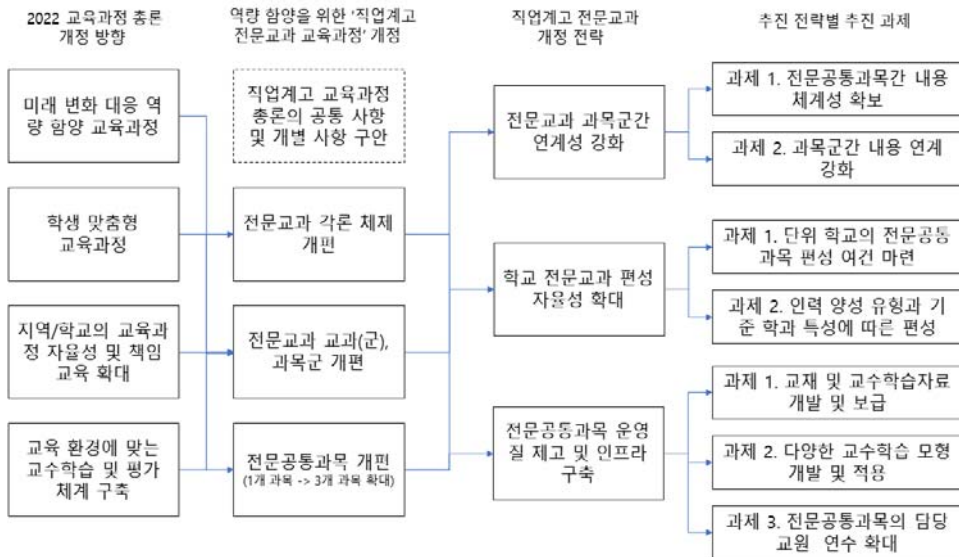 2022 교육과정 총론
개정 방향
미래 변화 대응 역
량 함양 교육과정
학생 맞춤형
교육과정
지역/학교의 교육과
정 자율성 및 책임
교육 확대
교육 환경에 맞는
교수학습 및 평가
체계 구축
역량 함양을 위한 '직업계고
전문교과 교육과정' 개정
직업계고 교육과정
총론의 공통 사항
및 개별 사항 구안
전문교과 각론 체제
개편
전문교과 교과(군),
과목군 개편
전문공통과목 개편
(1개 과목 -> 3개 과목 확대)
직업계고 전문교과
개정 전략
전문교과 과목군간
연계성 강화
학교 전문교과 편성
자율성 확대
전문공통과목 운영
질 제고 및 인프라
구축
추진 전략별 추진 과제
과제 1. 전문공통과목간 내용
체계성 확보
과제 2. 과목군간 내용 연계
강화
과제 1. 단위 학교의 전문공통
과목 편성 여건 마련
과제 2. 인력 양성 유형과 기
준 학과 특성에 따른 편성
과제 1. 교재 및 교수학습자료
개발 및 보급
과제 2. 다양한 교수학습 모형
개발 및 적용
과제 3. 전문공통과목의 담당
교원 연수 확대